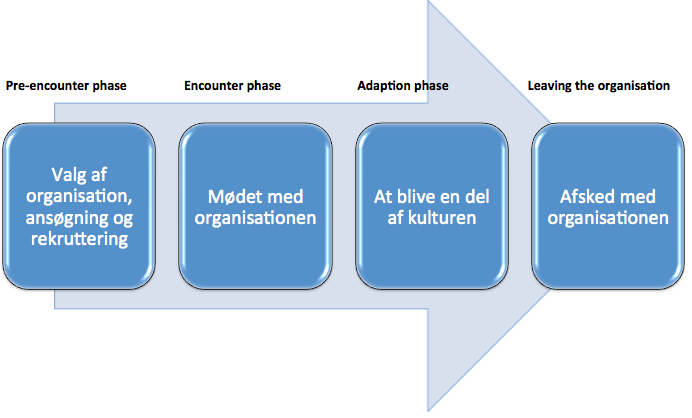 Pre-encounter phase
Encounter phase
Adaption phase
Leaving the organisation
Valg af
organisation,
ansøgning og
rekruttering
Mødet med
organisationen
At blive en del
af kulturen
Afsked med
organisationen